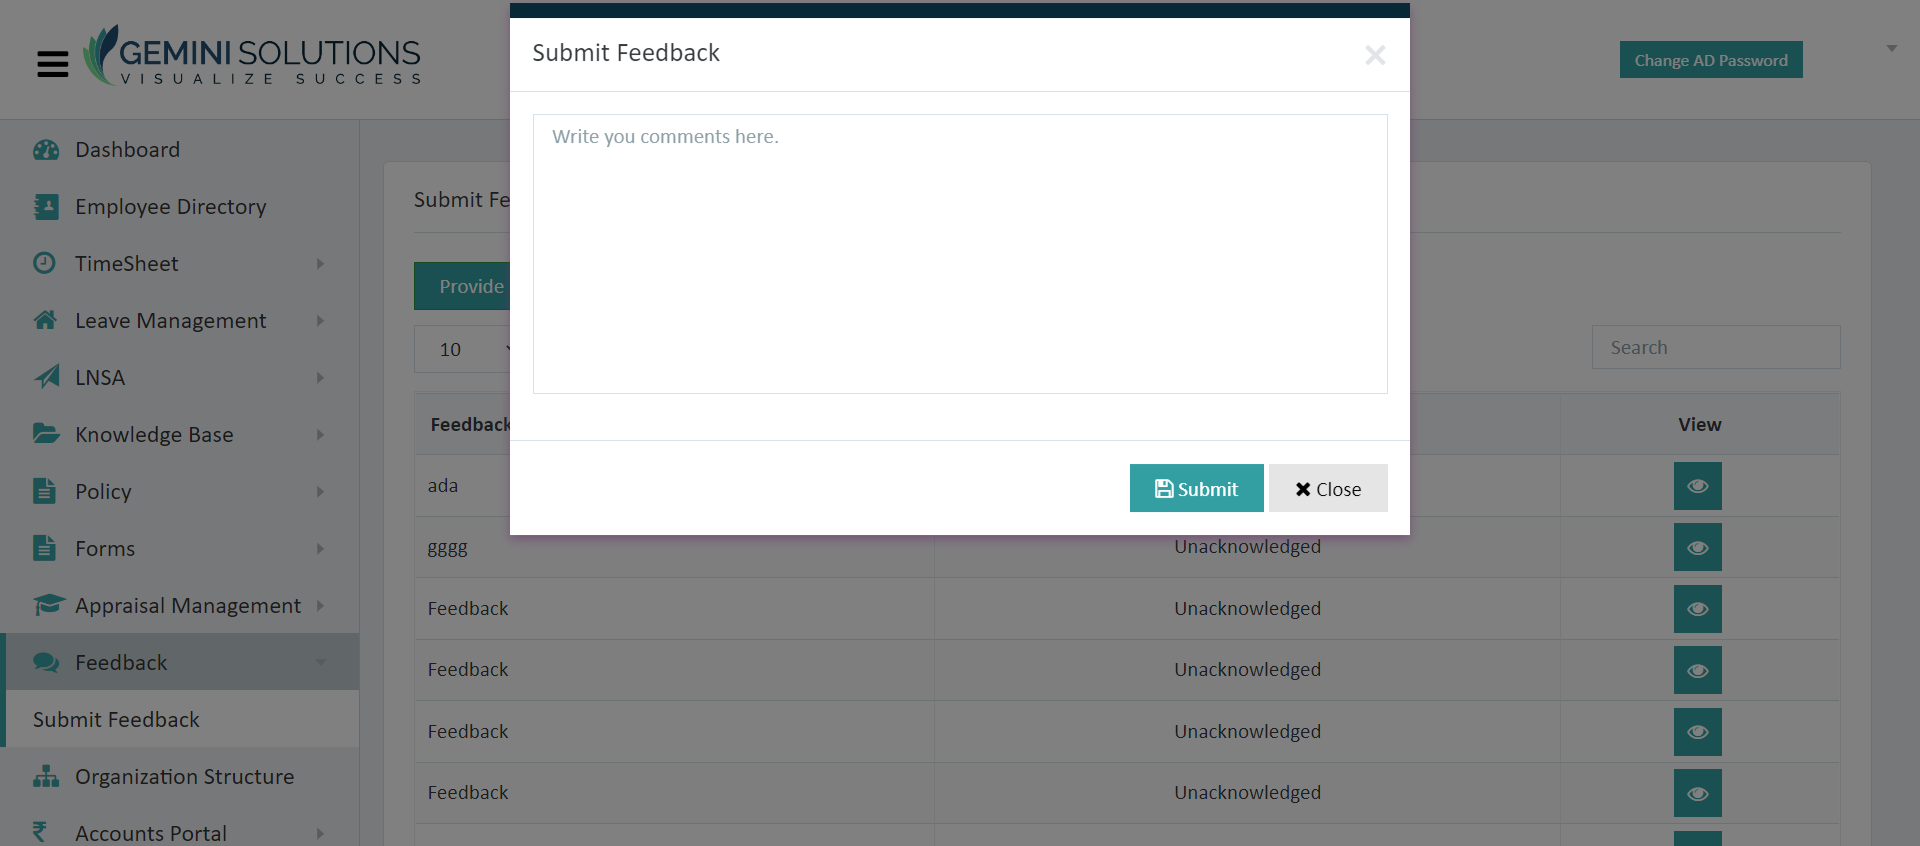 GEMINI SOLUTIONS
VISUALIZE SUCCESS
Change AD Password
Dashboard
Employee Directory
TimeSheet
Leave Management
LNSA
Knowledge Base
Policy
Forms
Appraisal Management
Feedback
Submit Feedback
Organization Structure
Accounts Portal
Submit Feedback
Write you comments here.
Submit
Close
Submit Fe
Provide
10
Search
Feedback View
ada
gggg Unacknowledged
Feedback Unacknowledged
Feedback Unacknowledged
Feedback Unacknowledged
Feedback Unacknowledged